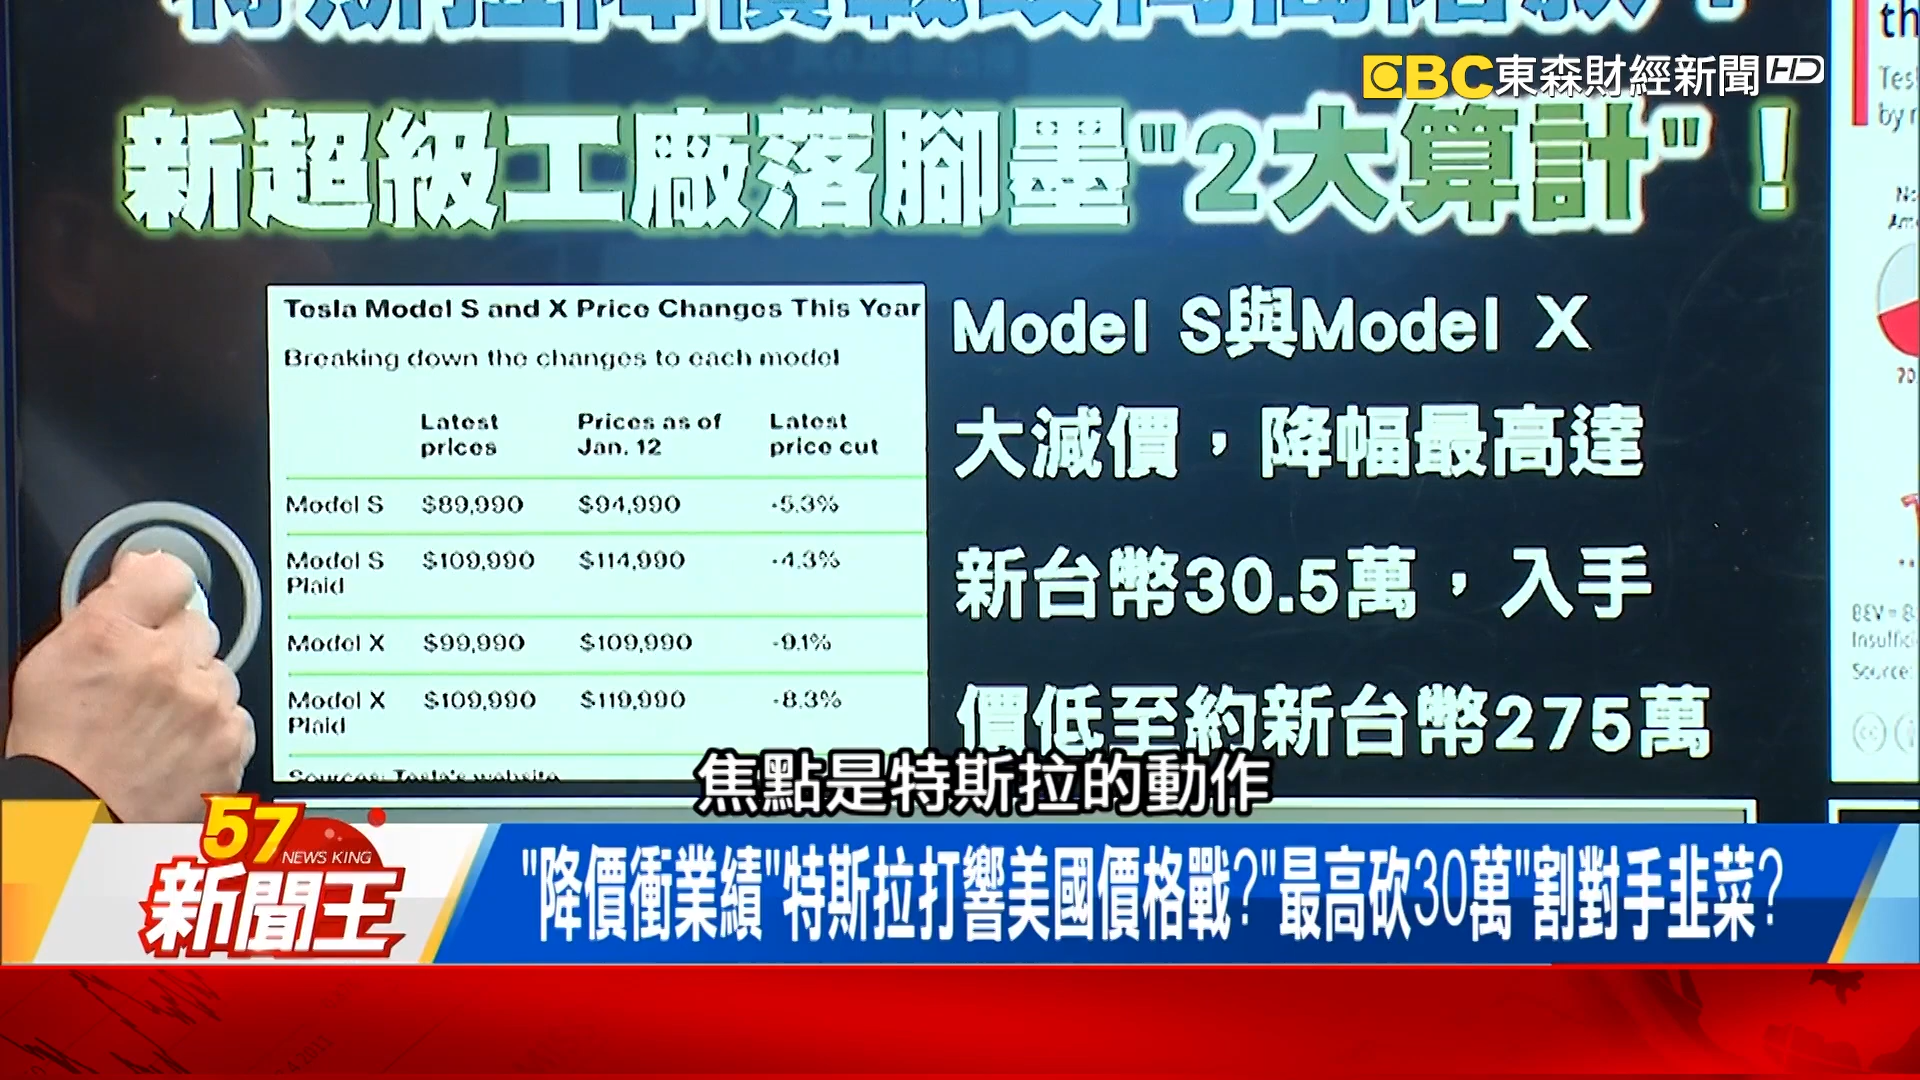 EBC東森財經新聞HD
新超級工廠落腳墨"2大算計"！
Tesla Model S and X Price Changes This Year
Breaking down the changes to each model
Latest prices
Prices as of Jan. 12
Latest price cut
Model S $89,990 $94,990 -5.3%
Model S Plaid $109,990 $114,990 -4.3%
Model X $99,990 $109,990 -9.1%
Model X Plaid $109,990 $119,990 -8.3%
Sources: Tesla's website
Model S與Model X
大減價，降幅最高達
新台幣30.5萬，入手
價低至約新台幣275萬
焦點是特斯拉的動作
57
NEWS KING
新聞王
"降價衝業績"特斯拉打響美國價格戰?"最高砍30萬"割對手韭菜?